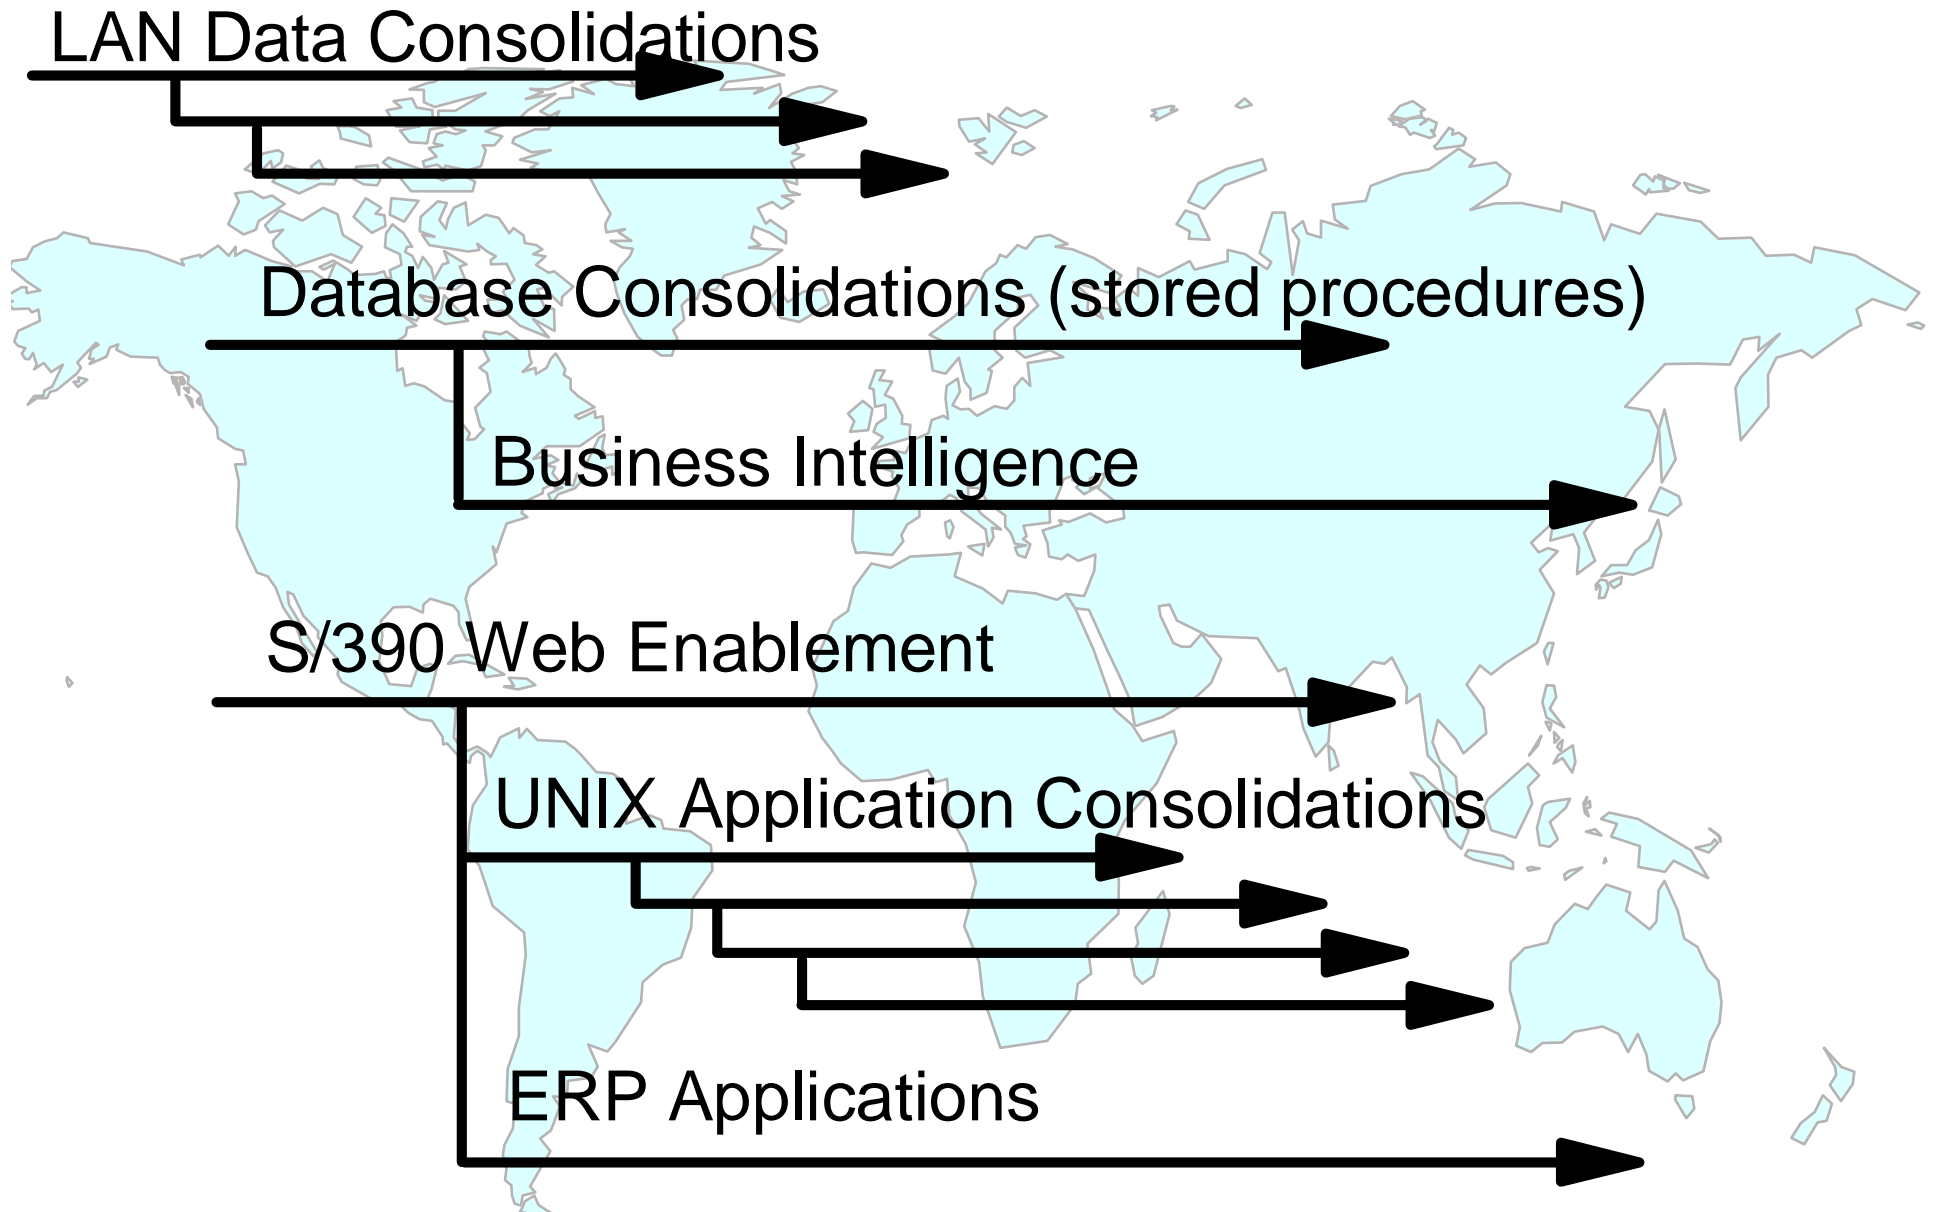 LAN Data Consolidations
Database Consolidations (stored procedures)
Business Intelligence
S/390 Web Enablement
UNIX Application Consolidations
ERP Applications